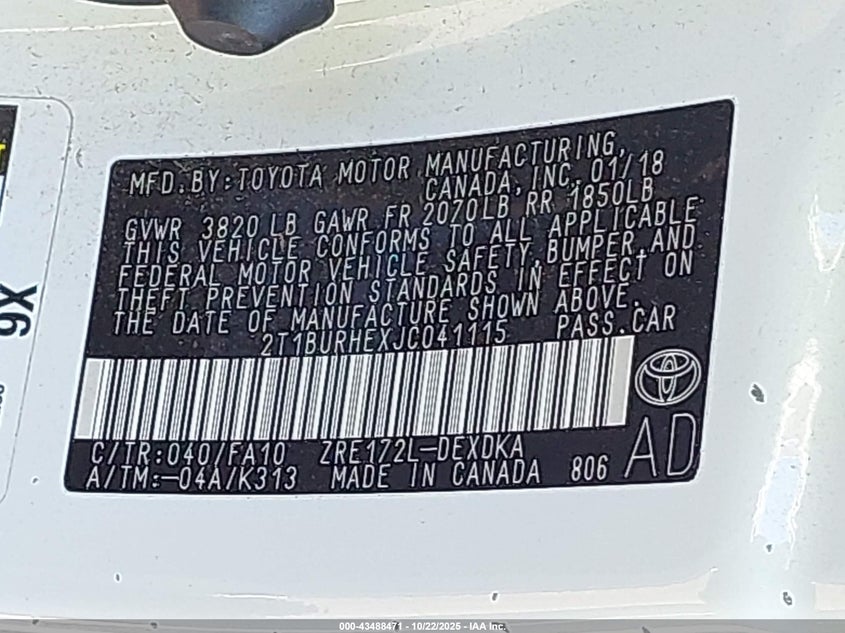 MFD.BY:TOYOTA MOTOR MANUFACTURING,
CANADA, INC. 01/18
GVWR 3820 LB GAWR FR 2070LB RR 1850LB
THIS VEHICLE CONFORMS TO ALL APPLICABLE
FEDERAL MOTOR VEHICLE SAFETY,BUMPER,AND
THEFT PREVENTION STANDARDS IN EFFECT ON
THE DATE OF MANUFACTURE SHOWN ABOVE.
2T1BURHEXJC041115 PASS.CAR
C/TR:040/FA10 ZRE172L-DEXDKA
A/TM:-04A/K313 MADE IN CANADA 806 AD
9X
000-43488471 - 10/22/2025 - IAA Inc.